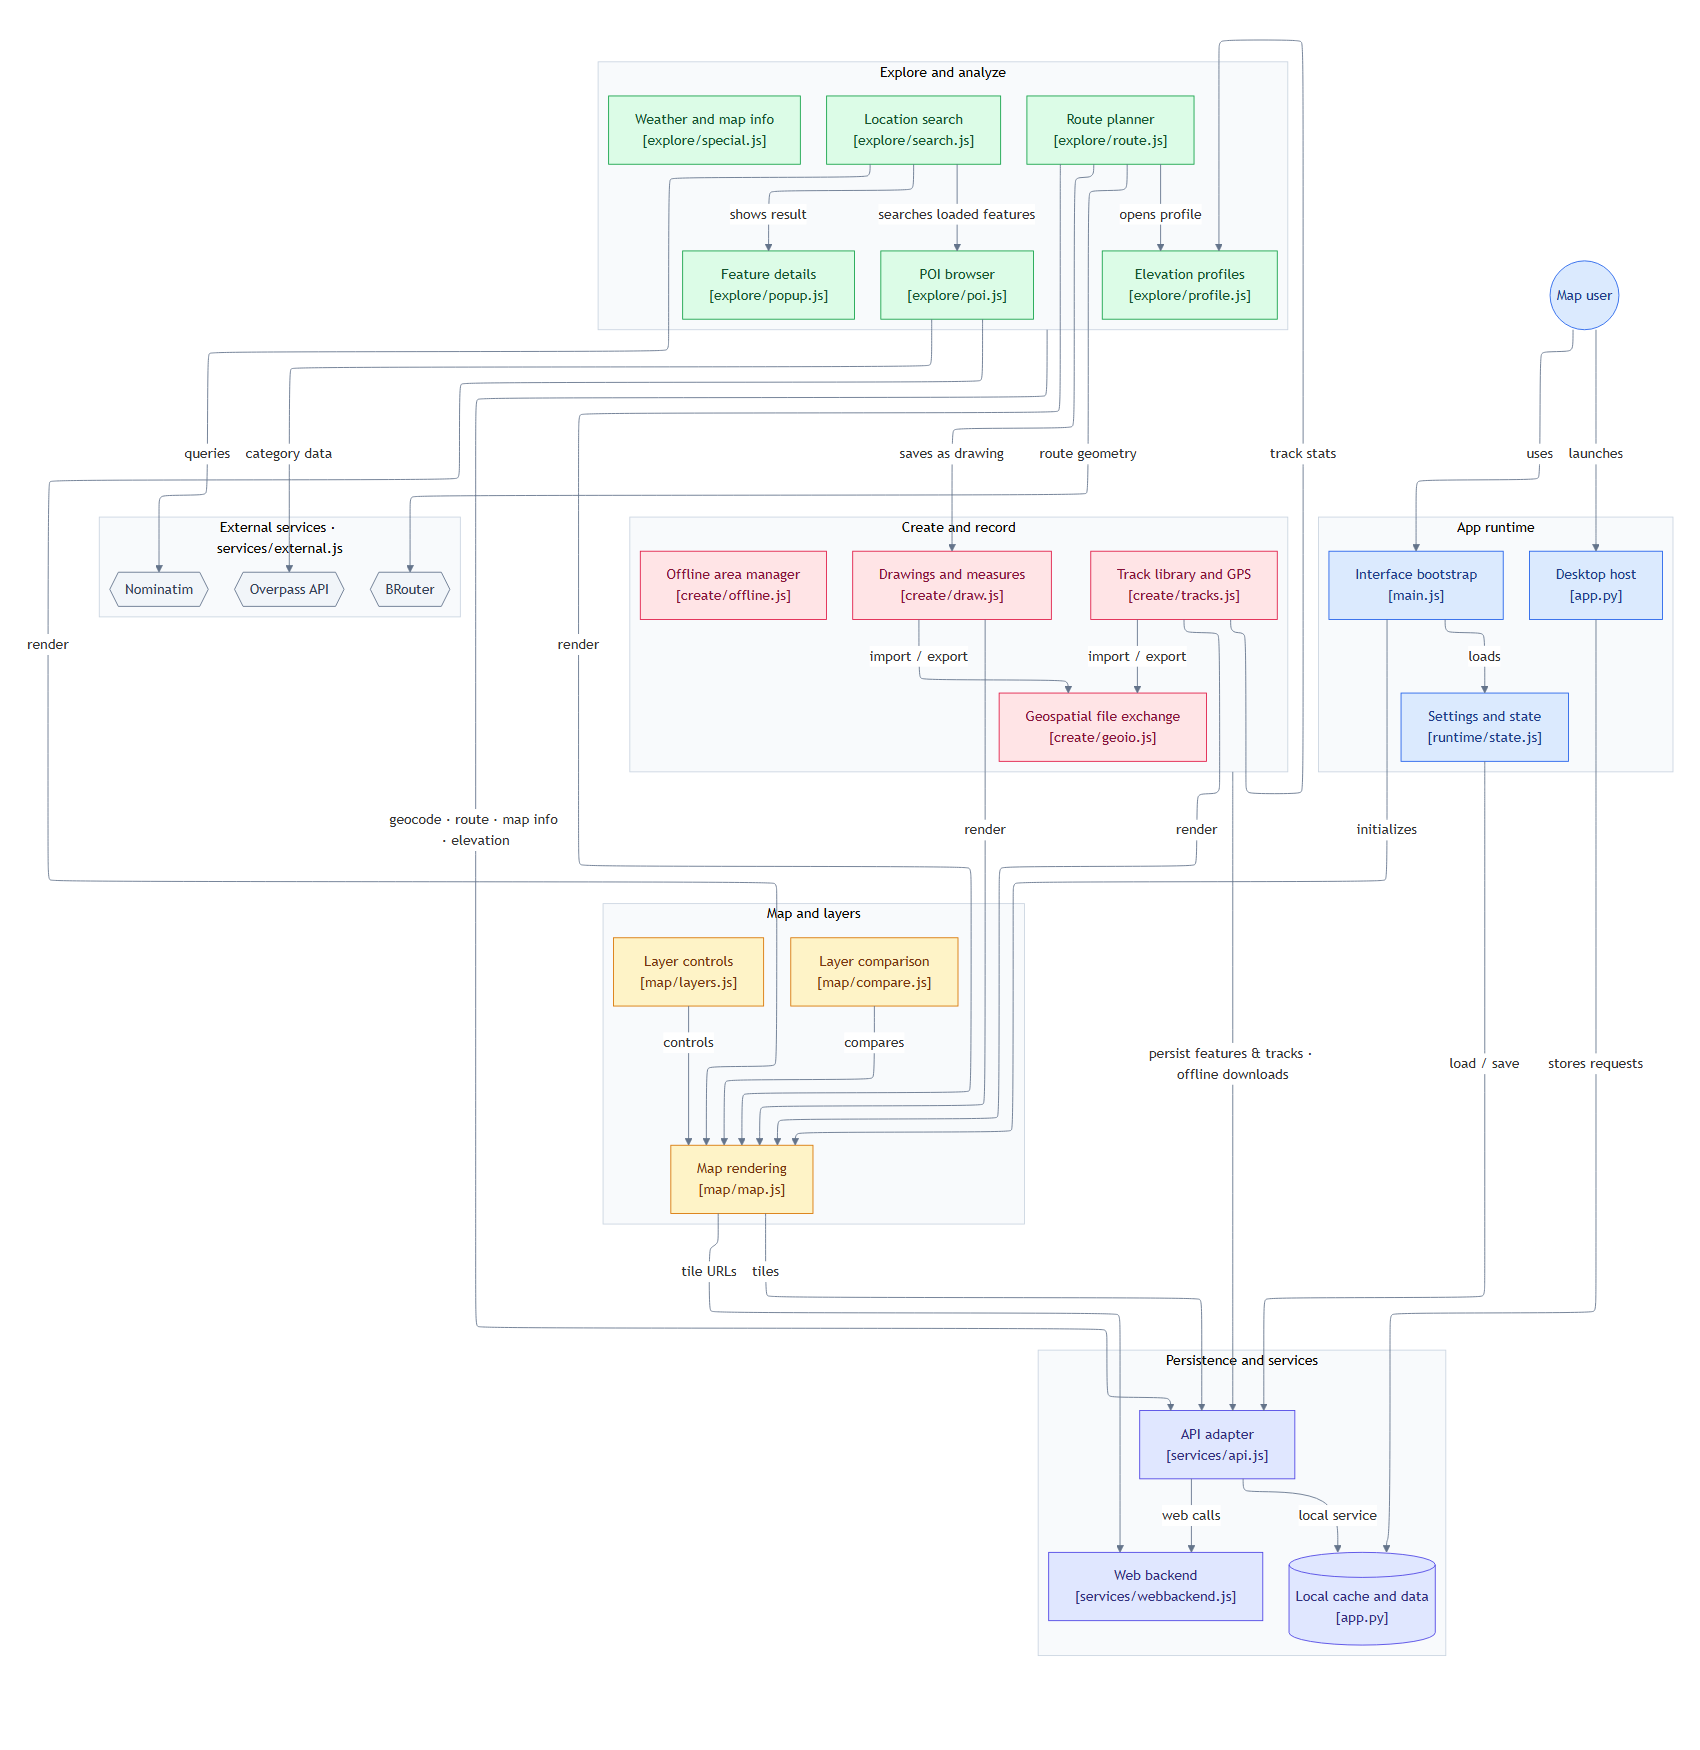 Explore and analyze
Weather and map info
[explore/special.js]
Location search
[explore/search.js]
Route planner
[explore/route.js]
shows result
searches loaded features
opens profile
Feature details
[explore/popup.js]
POI browser
[explore/poi.js]
Elevation profiles
[explore/profile.js]
Map user
queries
category data
saves as drawing
route geometry
track stats
uses
launches
External services ·
services/external.js
Nominatim
Overpass API
BRouter
Create and record
Offline area manager
[create/offline.js]
Drawings and measures
[create/draw.js]
Track library and GPS
[create/tracks.js]
App runtime
Interface bootstrap
[main.js]
Desktop host
[app.py]
render
render
import / export
import / export
loads
Geospatial file exchange
[create/geoio.js]
Settings and state
[runtime/state.js]
geocode · route · map info
· elevation
render
render
initializes
Map and layers
Layer controls
[map/layers.js]
Layer comparison
[map/compare.js]
controls
compares
persist features & tracks ·
offline downloads
load / save
stores requests
Map rendering
[map/map.js]
tile URLs
tiles
Persistence and services
API adapter
[services/api.js]
web calls
local service
Web backend
[services/webbackend.js]
Local cache and data
[app.py]